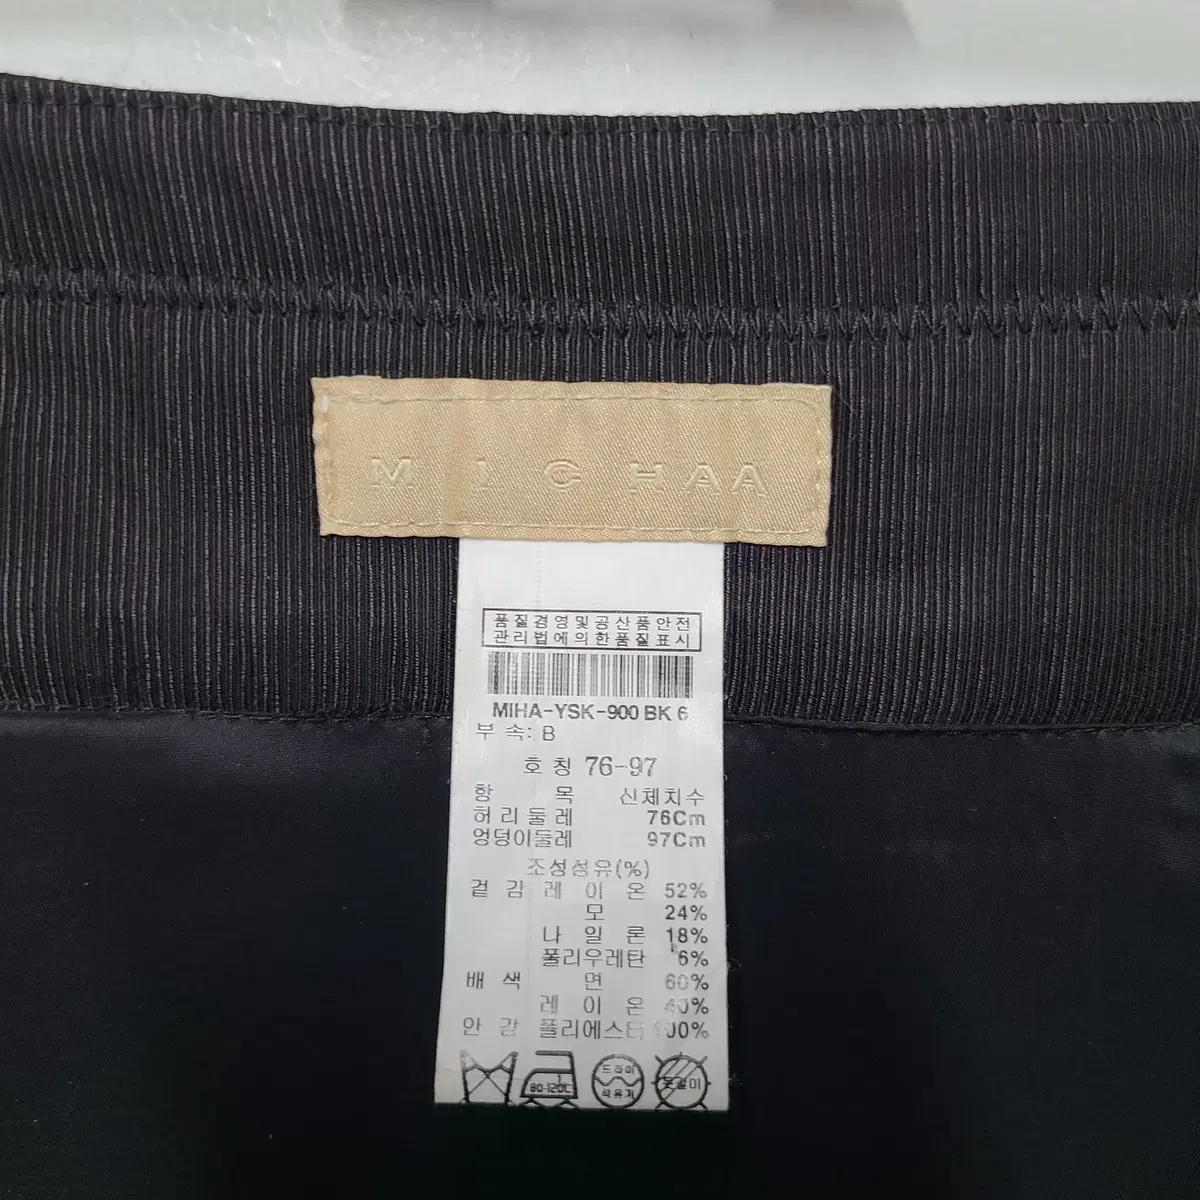 MICHAA
품질경영및공산품안전
관리법에의한품질표시
MIHA-YSK-900 BK 6
부 속: B
호 칭 76-97
항 목 신체치수
허리둘레 76Cm
엉덩이둘레 97Cm
조성섬유(%)
겉 감 레 이 온 52%
모 24%
나 일 론 18%
폴리우레탄 6%
배 색 면 60%
레 이 온 40%
안 감 폴리에스터 100%
80-120℃ 드라이
석유계 옷걸이